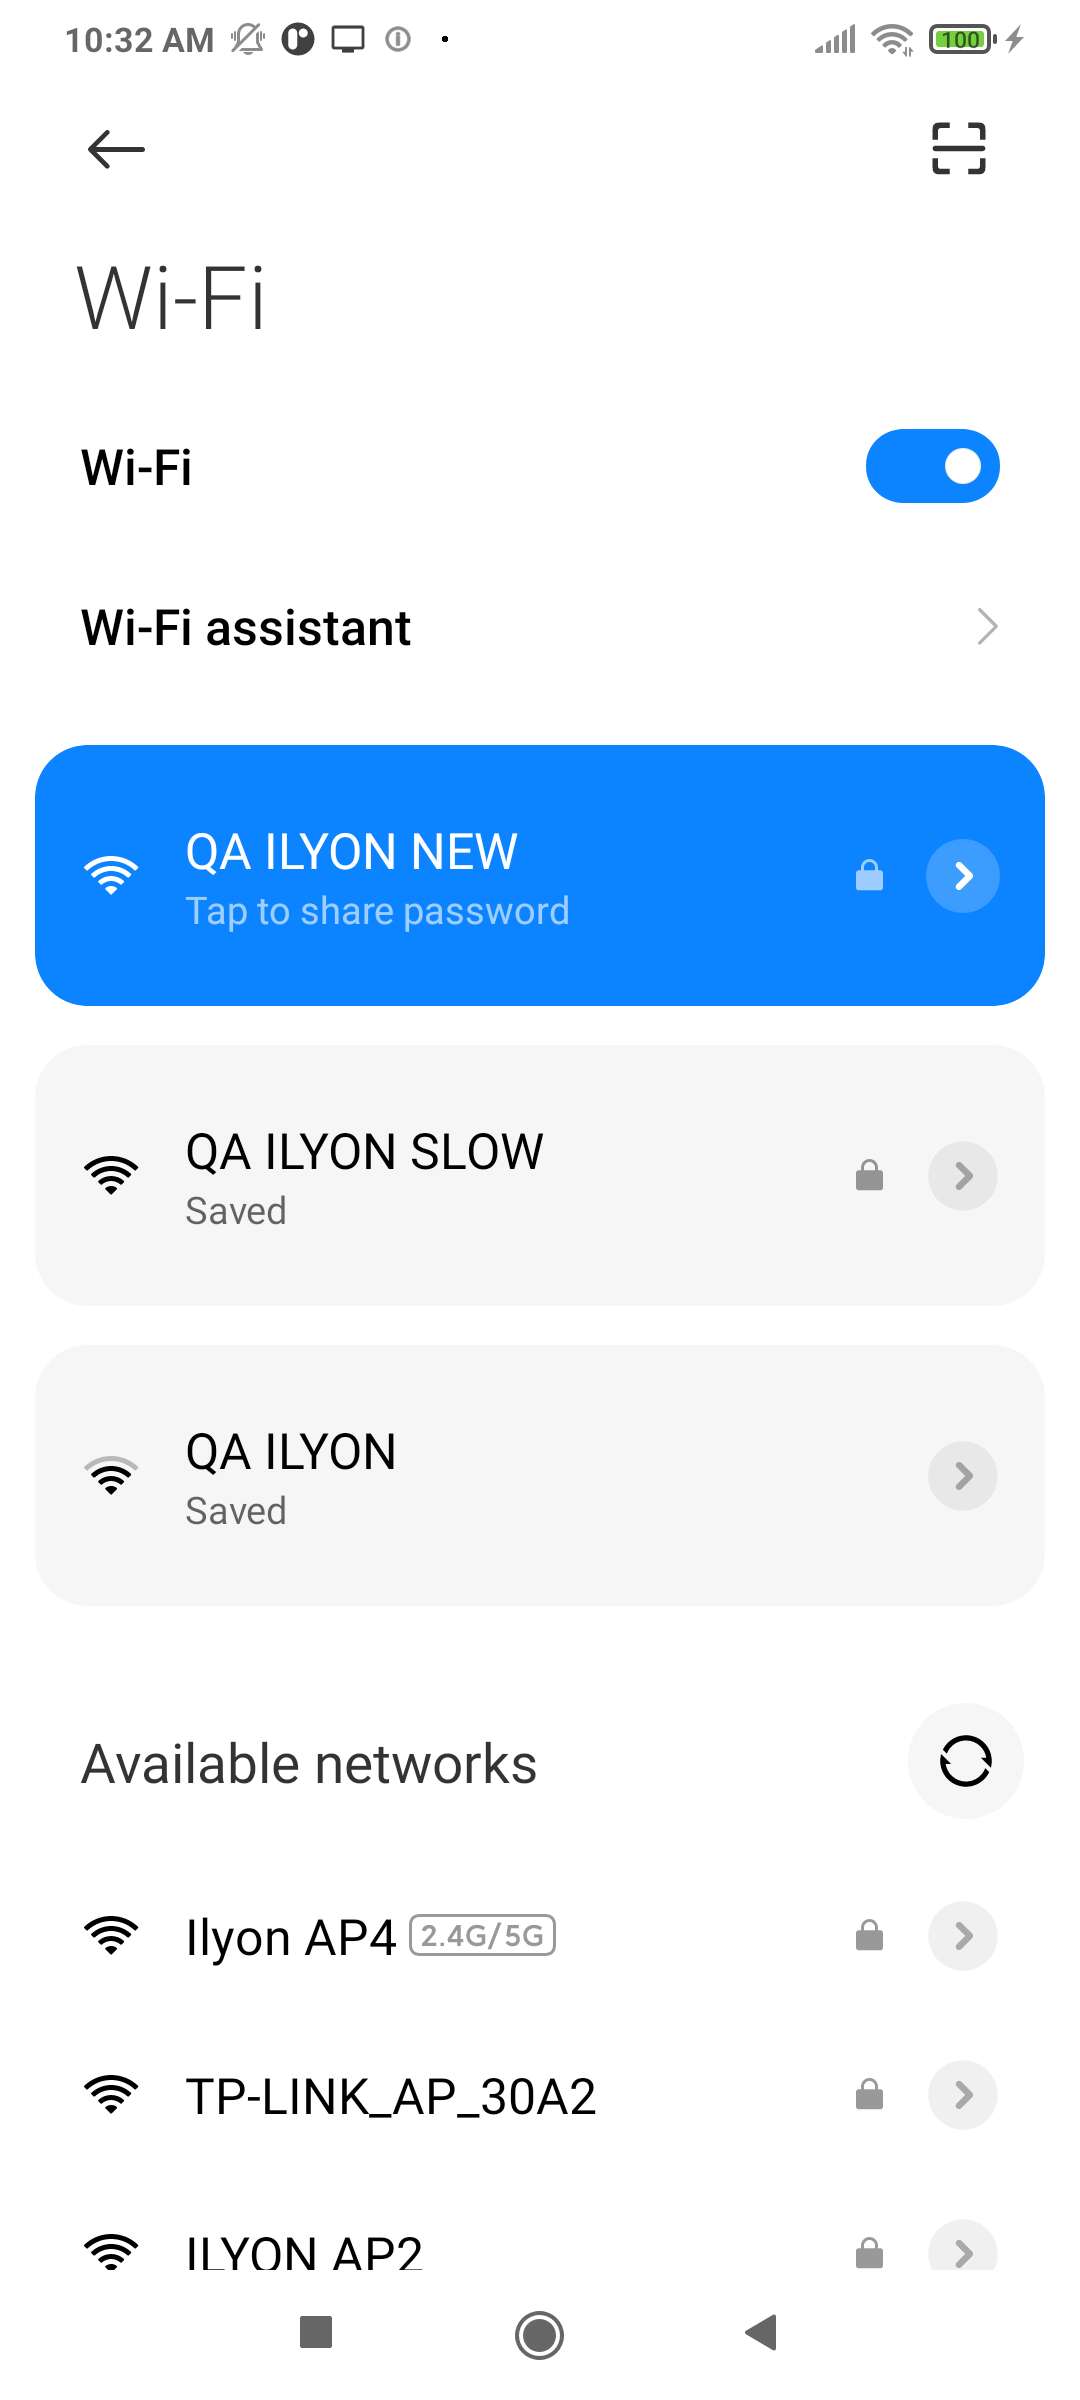 10:32 AM
100
Wi-Fi
Wi-Fi
Wi-Fi assistant
QA ILYON NEW
Tap to share password
QA ILYON SLOW
Saved
QA ILYON
Saved
Available networks
Ilyon AP4 2.4G/5G
TP-LINK_AP_30A2
ILYON AP2